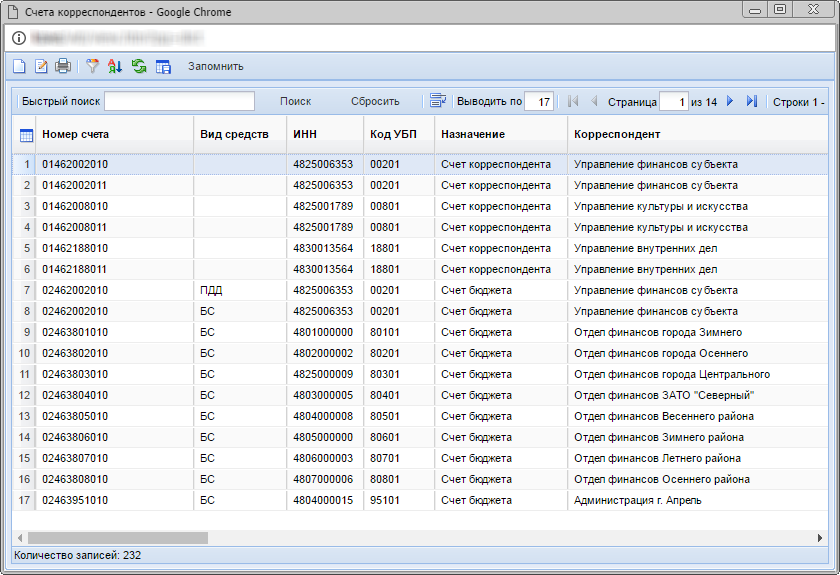 Счета корреспондентов - Google Chrome
Запомнить
Быстрый поиск Поиск Сбросить Выводить по 17 Страница 1 из 14 Строки 1 -
Номер счета Вид средств ИНН Код УБП Назначение Корреспондент
1 01462002010 4825006353 00201 Счет корреспондента Управление финансов субъекта
2 01462002011 4825006353 00201 Счет корреспондента Управление финансов субъекта
3 01462008010 4825001789 00801 Счет корреспондента Управление культуры и искусства
4 01462008011 4825001789 00801 Счет корреспондента Управление культуры и искусства
5 01462188010 4830013564 18801 Счет корреспондента Управление внутренних дел
6 01462188011 4830013564 18801 Счет корреспондента Управление внутренних дел
7 02462002010 ПДД 4825006353 00201 Счет бюджета Управление финансов субъекта
8 02462002010 БС 4825006353 00201 Счет бюджета Управление финансов субъекта
9 02463801010 БС 4801000000 80101 Счет бюджета Отдел финансов города Зимнего
10 02463802010 БС 4802000002 80201 Счет бюджета Отдел финансов города Осеннего
11 02463803010 БС 4825000009 80301 Счет бюджета Отдел финансов города Центрального
12 02463804010 БС 4803000005 80401 Счет бюджета Отдел финансов ЗАТО "Северный"
13 02463805010 БС 4804000008 80501 Счет бюджета Отдел финансов Весеннего района
14 02463806010 БС 4805000000 80601 Счет бюджета Отдел финансов Зимнего района
15 02463807010 БС 4806000003 80701 Счет бюджета Отдел финансов Летнего района
16 02463808010 БС 4807000006 80801 Счет бюджета Отдел финансов Осеннего района
17 02463951010 БС 4804000015 95101 Счет бюджета Администрация г. Апрель
Количество записей: 232